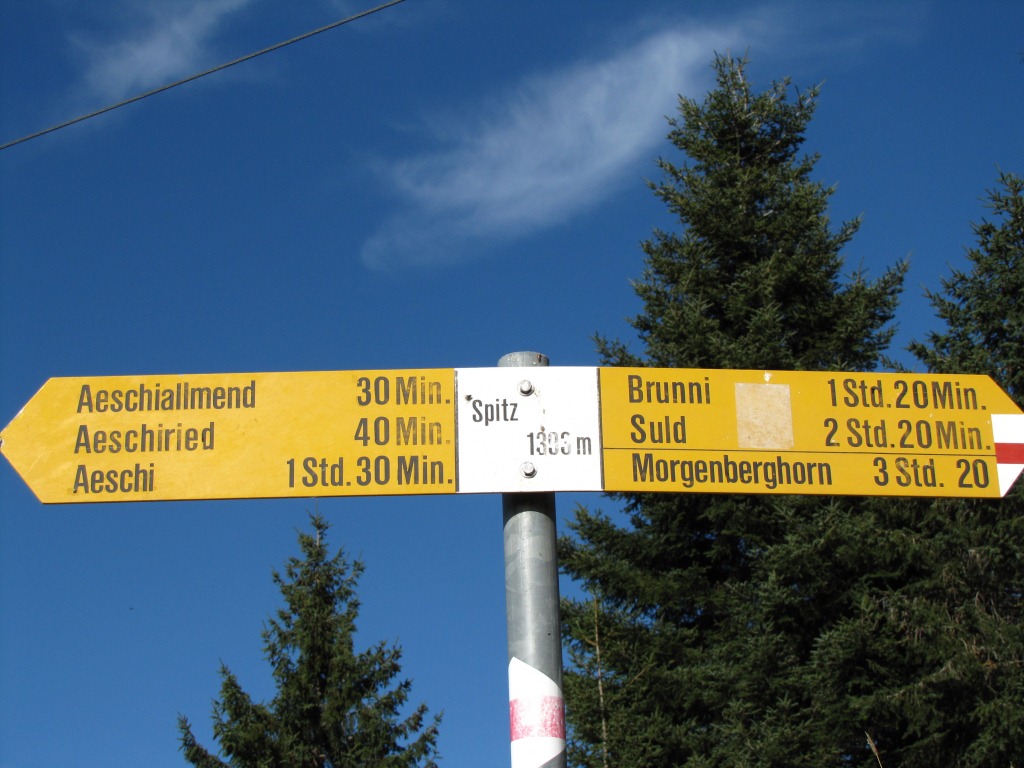 Aeschiallmend 30 Min.
Aeschiried 40 Min.
Aeschi 1 Std. 30 Min.
Spitz
m
Brunni 1 Std. 20 Min.
Suld 2 Std. 20 Min.
Morgenberghorn 3 Std. 20